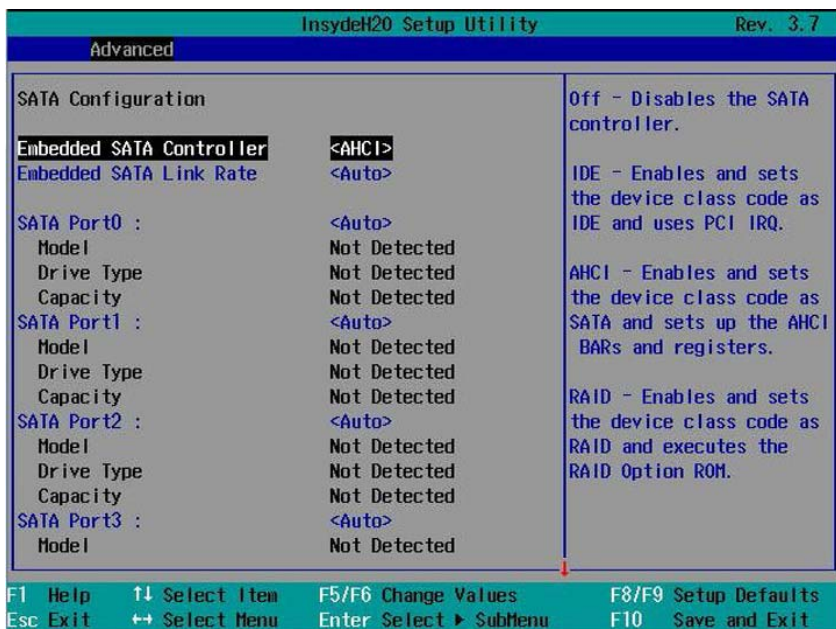 InsydeH20 Setup Utility Rev. 3.7
Advanced
SATA Configuration
Embedded SATA Controller <AHCI>
Embedded SATA Link Rate <Auto>
SATA Port0 : <Auto>
Model Not Detected
Drive Type Not Detected
Capacity Not Detected
SATA Port1 : <Auto>
Model Not Detected
Drive Type Not Detected
Capacity Not Detected
SATA Port2 : <Auto>
Model Not Detected
Drive Type Not Detected
Capacity Not Detected
SATA Port3 : <Auto>
Model Not Detected
Off - Disables the SATA
controller.
IDE - Enables and sets
the device class code as
IDE and uses PCI IRQ.
AHCI - Enables and sets
the device class code as
SATA and sets up the AHCI
BARs and registers.
RAID - Enables and sets
the device class code as
RAID and executes the
RAID Option ROM.
F1 Help ↑↓ Select Item F5/F6 Change Values F8/F9 Setup Defaults
Esc Exit ↔ Select Menu Enter Select ▶ SubMenu F10 Save and Exit